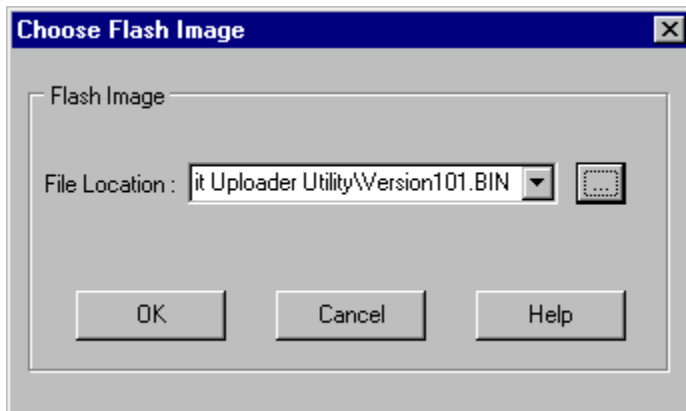 Choose Flash Image
Flash Image
File Location : it Uploader Utility\Version101.BIN ...
OK Cancel Help